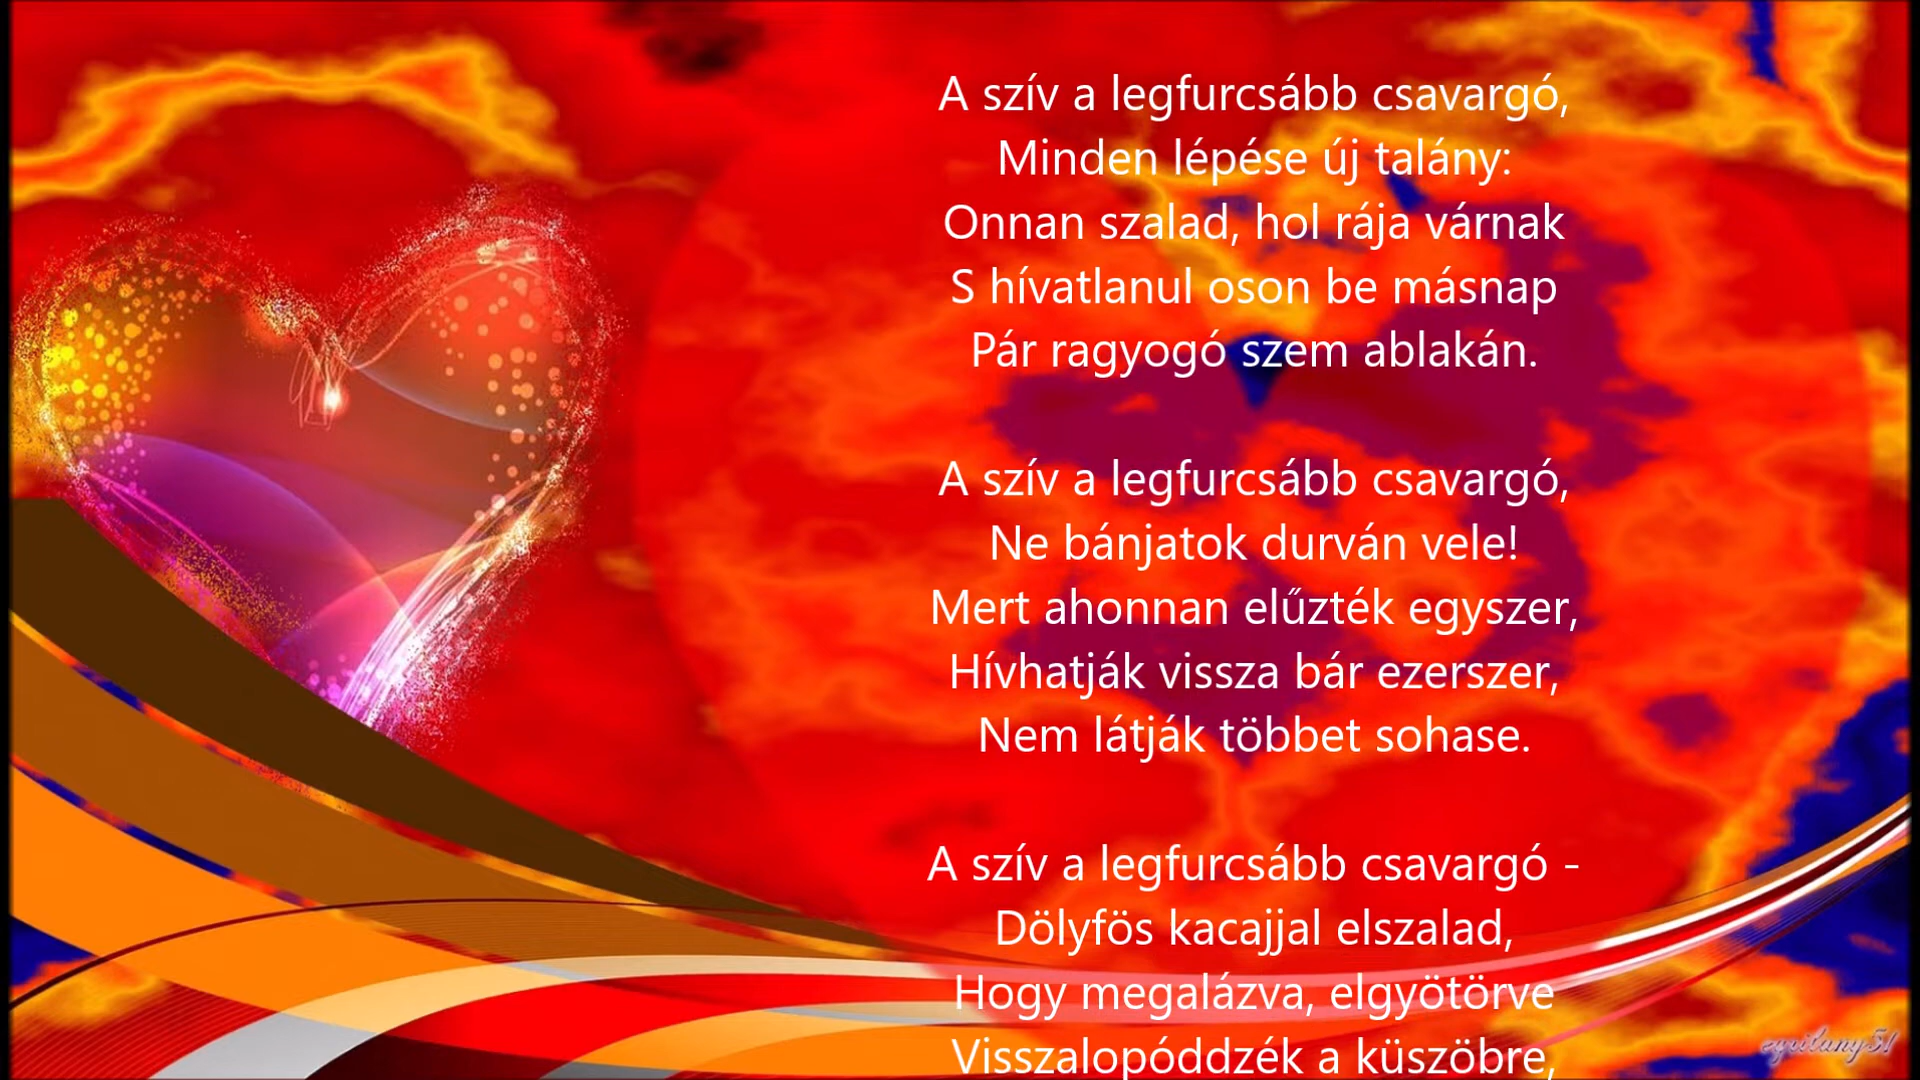 A szív a legfurcsább csavargó,
Minden lépése új talány:
Onnan szalad, hol rája várnak
S hívatlanul oson be másnap
Pár ragyogó szem ablakán.
A szív a legfurcsább csavargó,
Ne bánjatok durván vele!
Mert ahonnan elűzték egyszer,
Hívhatják vissza bár ezerszer,
Nem látják többet sohase.
A szív a legfurcsább csavargó -
Dölyfös kacajjal elszalad,
Hogy megalázva, elgyötörve
Visszalopóddzék a küszöbre,
egrilany51